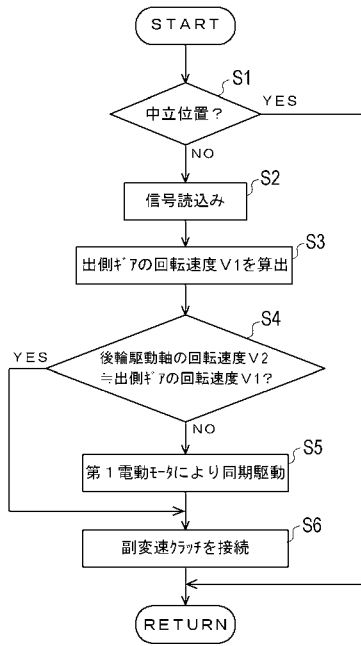 START
S1
中立位置?
YES
NO
S2
信号読込み
S3
出側ギアの回転速度V1を算出
S4
YES
後輪駆動軸の回転速度V2
≒出側ギアの回転速度V1?
NO
S5
第1電動モータにより同期駆動
S6
副変速クラッチを接続
RETURN